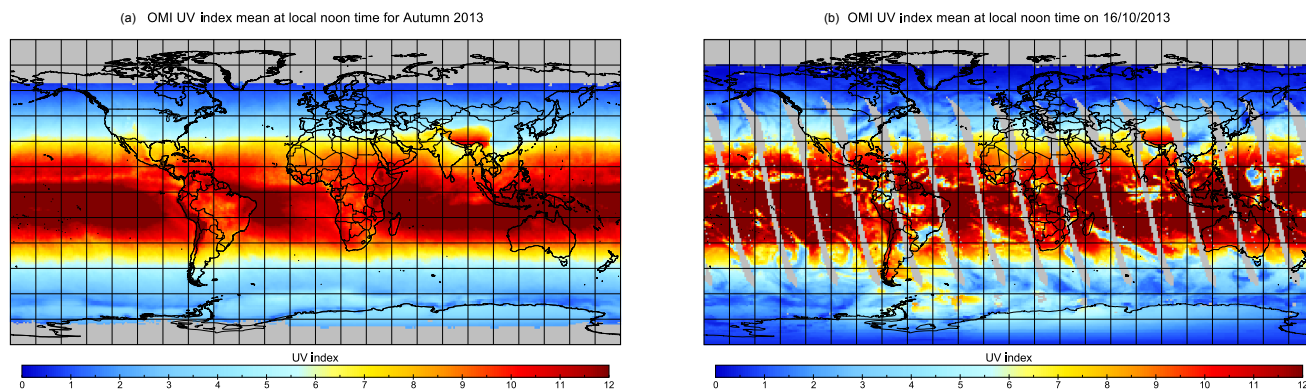 (a) OMI UV index mean at local noon time for Autumn 2013
(b) OMI UV index mean at local noon time on 16/10/2013
UV index
0 1 2 3 4 5 6 7 8 9 10 11 12
UV index
0 1 2 3 4 5 6 7 8 9 10 11 12